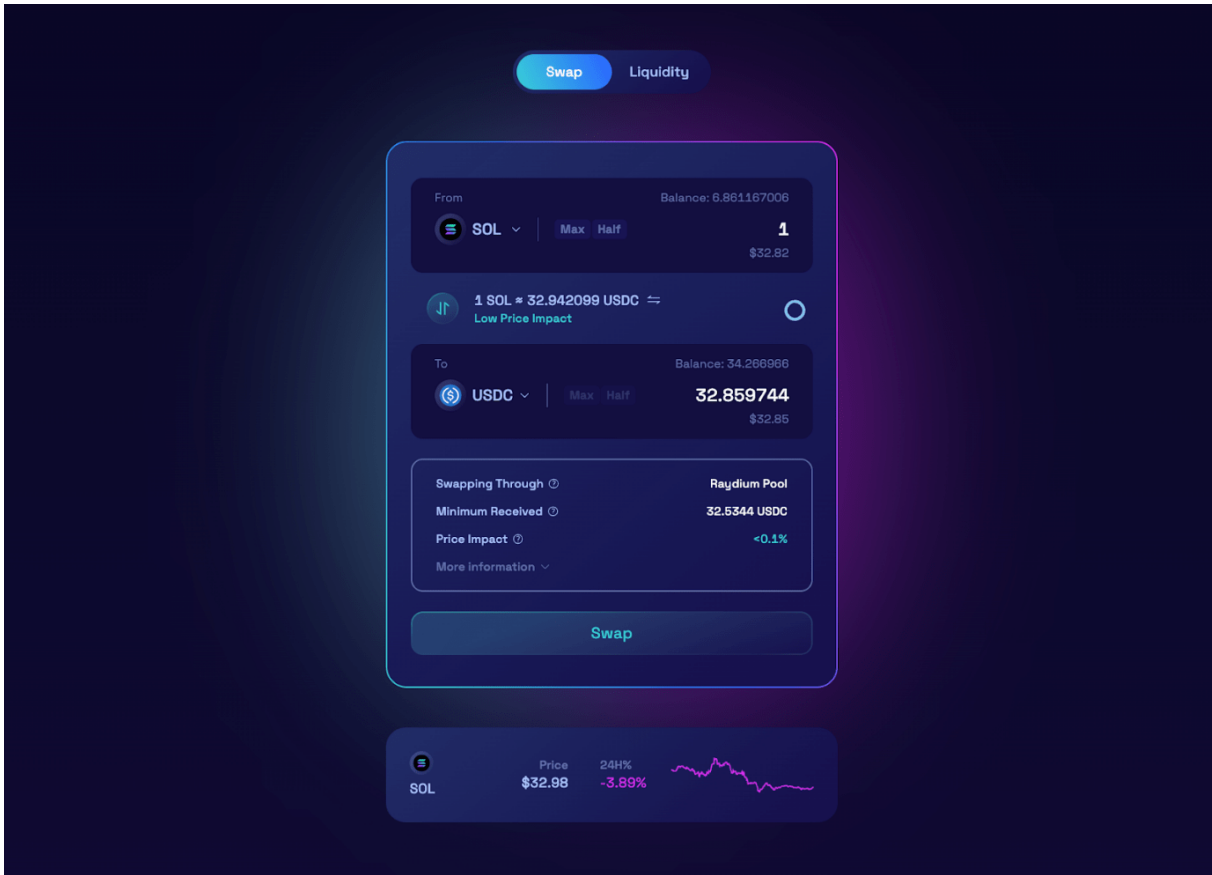 Swap Liquidity
From Balance: 6.861167006
SOL Max Half 1
$32.82
1 SOL ≈ 32.942099 USDC
Low Price Impact
To Balance: 34.266966
USDC Max Half 32.859744
$32.85
Swapping Through Raydium Pool
Minimum Received 32.5344 USDC
Price Impact <0.1%
More information
Swap
Price 24H%
SOL $32.98 -3.89%